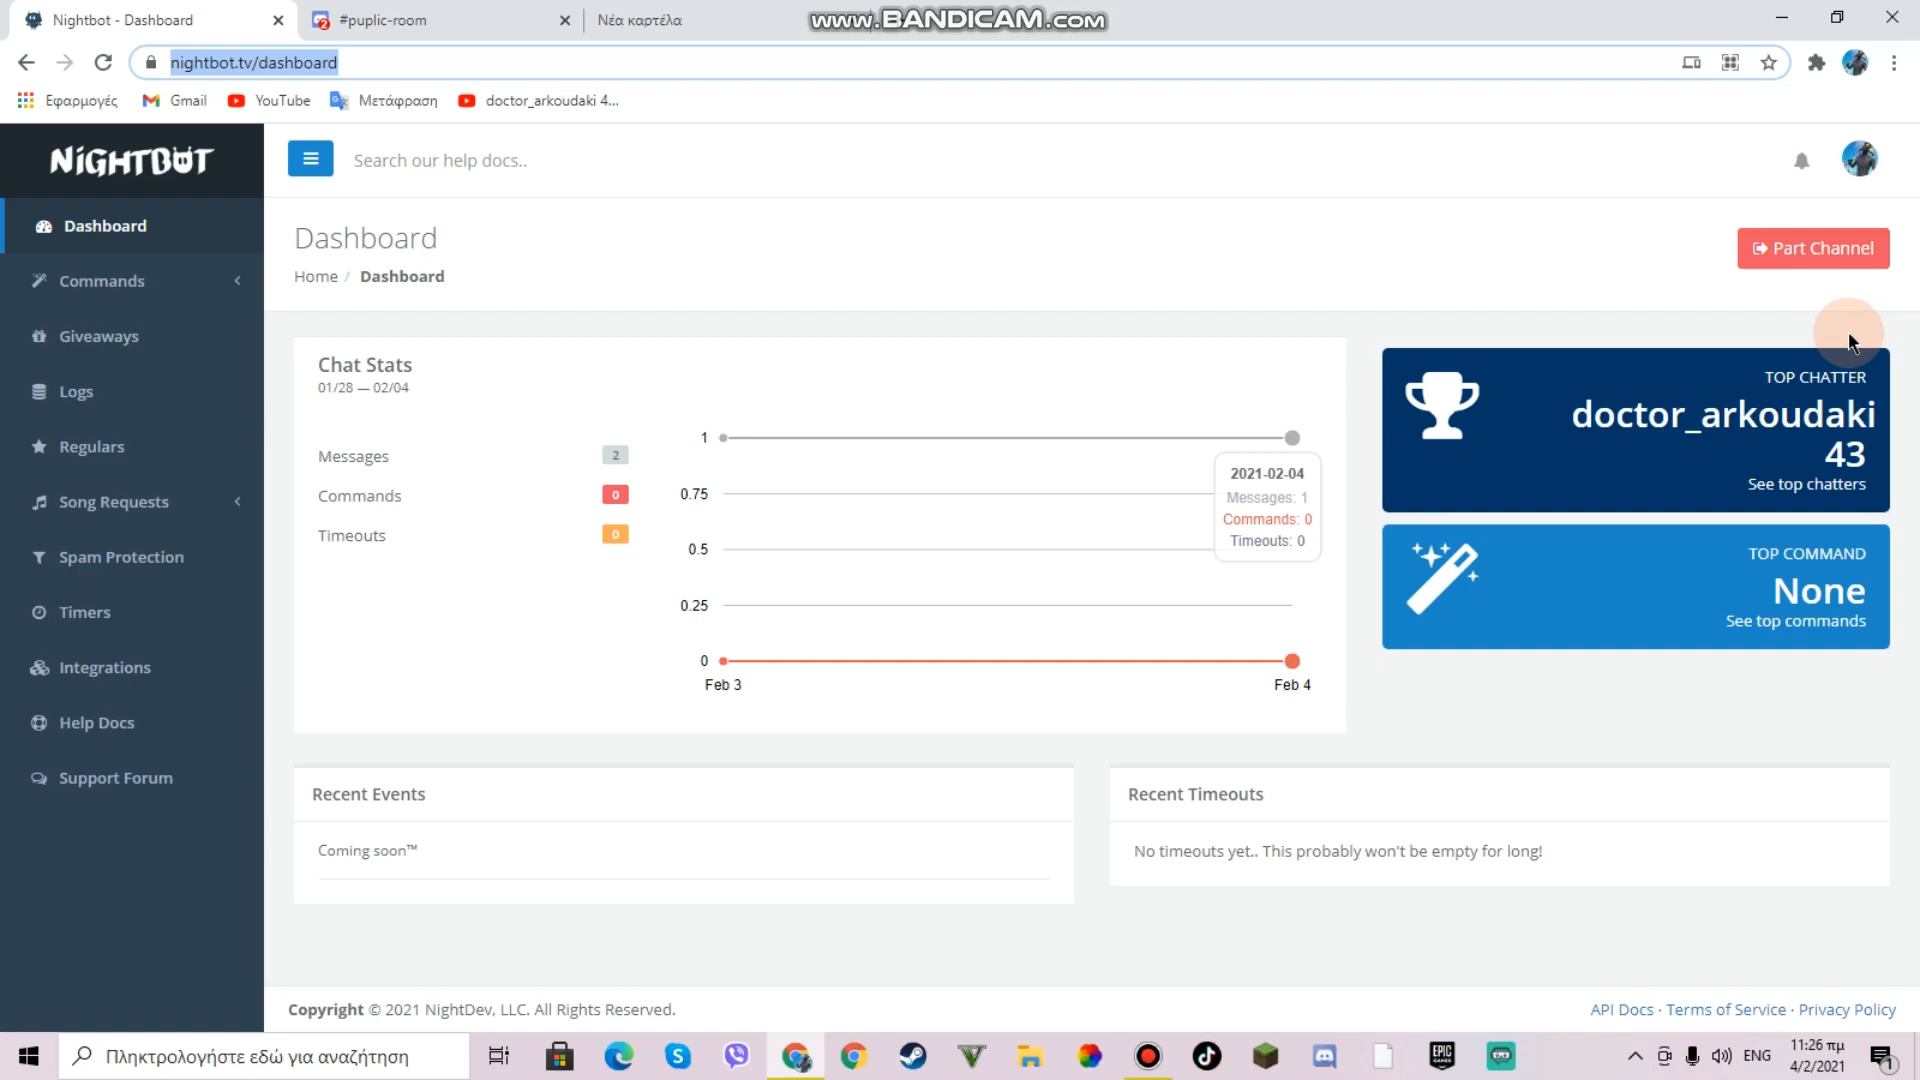 Nightbot - Dashboard
#puplic-room
Νέα καρτέλα
www.BANDICAM.com
nightbot.tv/dashboard
Εφαρμογές
Gmail
YouTube
Μετάφραση
doctor_arkoudaki 4...
NiGHTBOT
Search our help docs..
Dashboard
Commands
Giveaways
Logs
Regulars
Song Requests
Spam Protection
Timers
Integrations
Help Docs
Support Forum
Dashboard
Home / Dashboard
Part Channel
Chat Stats
01/28 — 02/04
Messages 2
Commands 0
Timeouts 0
1
0.75
0.5
0.25
0
Feb 3
Feb 4
2021-02-04
Messages: 1
Commands: 0
Timeouts: 0
TOP CHATTER
doctor_arkoudaki
43
See top chatters
TOP COMMAND
None
See top commands
Recent Events
Coming soon™
Recent Timeouts
No timeouts yet.. This probably won't be empty for long!
Copyright © 2021 NightDev, LLC. All Rights Reserved.
API Docs · Terms of Service · Privacy Policy
Πληκτρολογήστε εδώ για αναζήτηση
EPIC
GAMES
ENG
11:26 πμ
4/2/2021
1